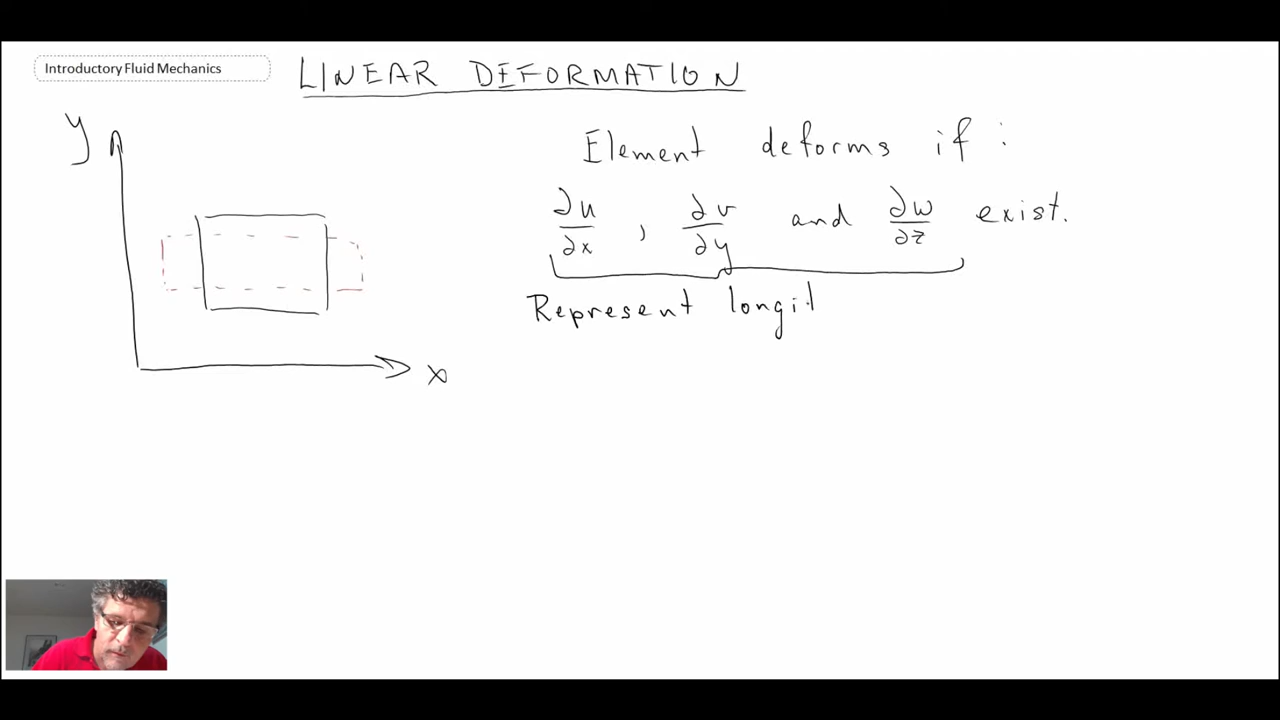 Introductory Fluid Mechanics
LINEAR DEFORMATION
y
Element deforms if :
∂u/∂x , ∂v/∂y and ∂w/∂z exist.
Represent longit
x